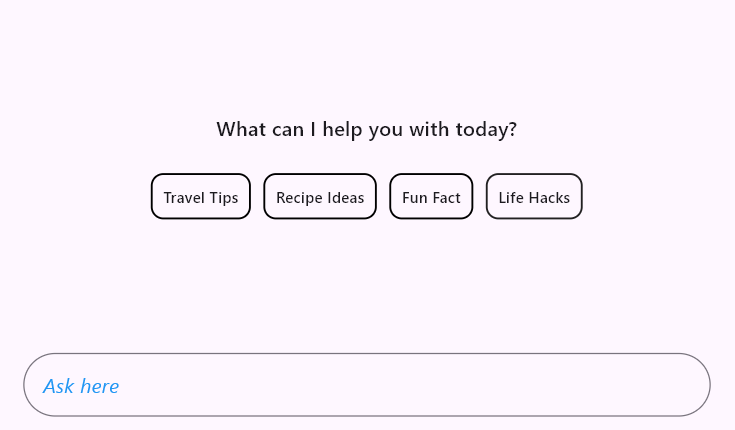 What can I help you with today?
Travel Tips Recipe Ideas Fun Fact Life Hacks
Ask here